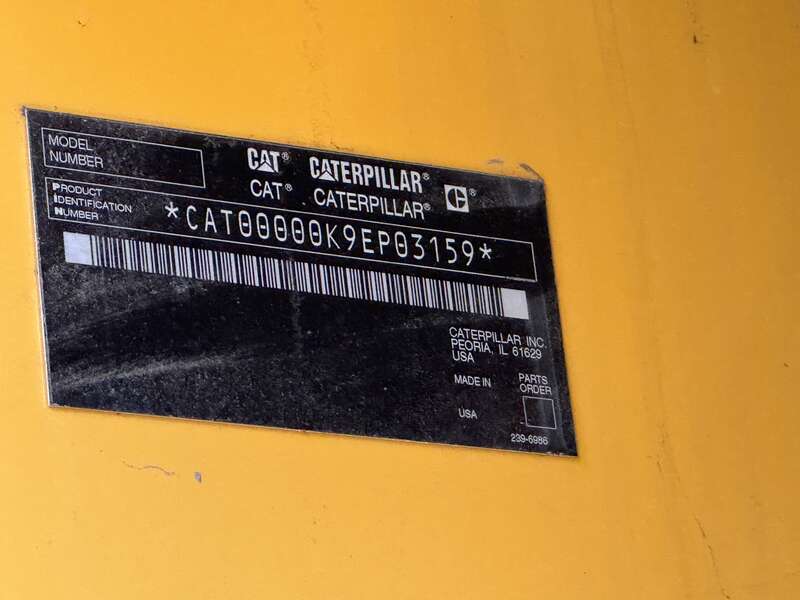 MODEL
NUMBER
CAT® CATERPILLAR® C®
CAT® CATERPILLAR®
PRODUCT
IDENTIFICATION
NUMBER
*CAT00000K9EP03159*
CATERPILLAR INC.
PEORIA, IL 61629
USA
MADE IN
USA
PARTS
ORDER
239-6986